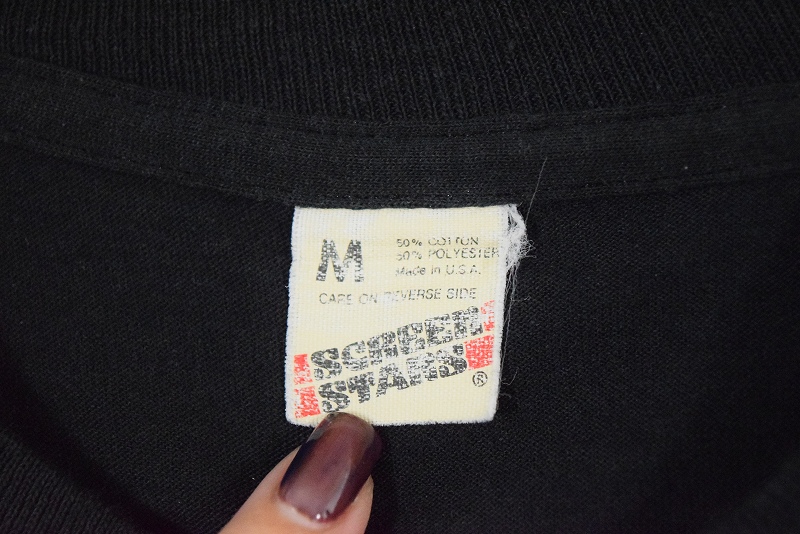 M
50% COTTON
50% POLYESTER
Made in U.S.A.
CARE ON REVERSE SIDE
SCREEN
STARS
®